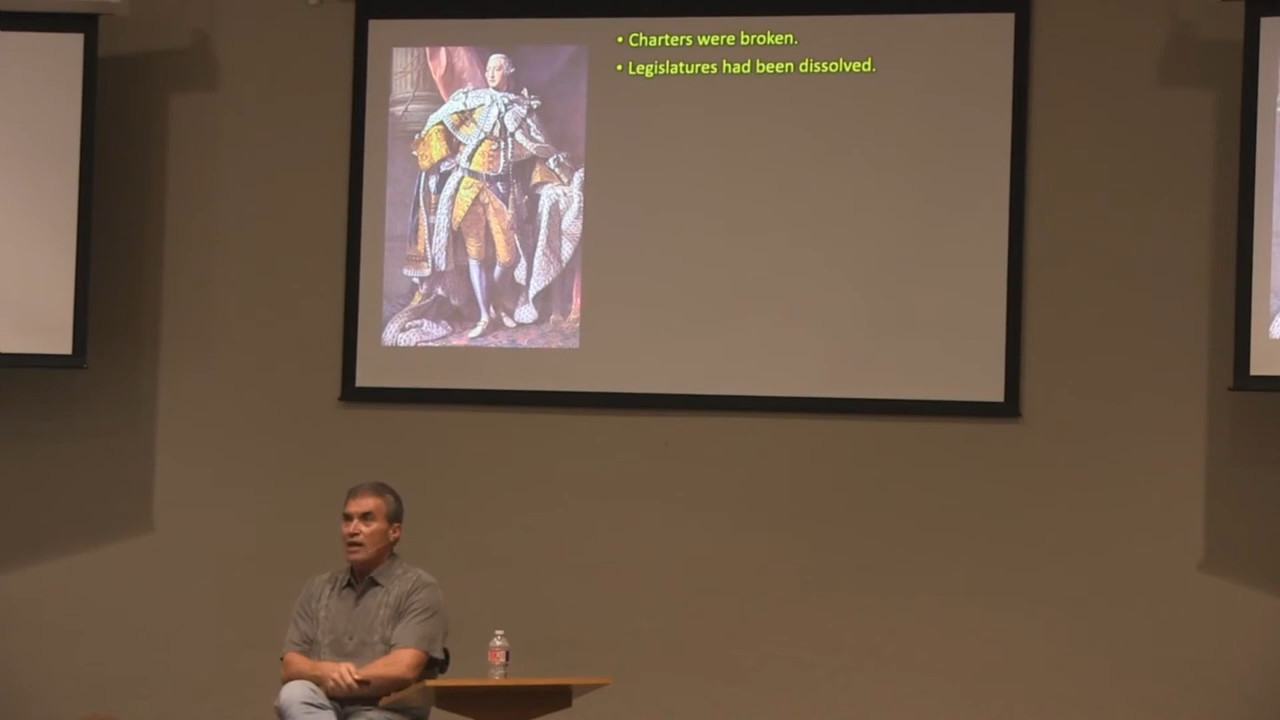 • Charters were broken.
• Legislatures had been dissolved.